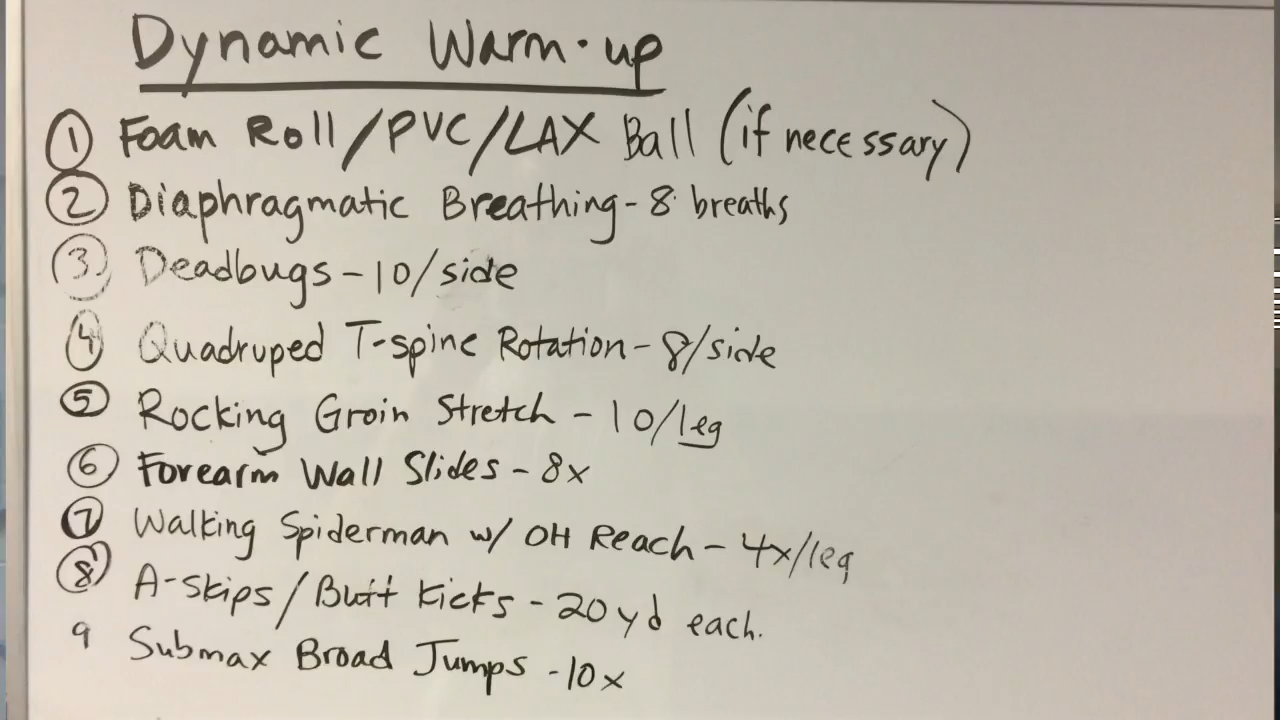 Dynamic Warm-up
1 Foam Roll/PVC/LAX Ball (if necessary)
2 Diaphragmatic Breathing - 8 breaths
3 Deadbugs - 10/side
4 Quadruped T-spine Rotation - 8/side
5 Rocking Groin Stretch - 10/leg
6 Forearm Wall Slides - 8x
7 Walking Spiderman w/ OH Reach - 4x/leg
8 A-Skips/Butt Kicks - 20yd each.
9 Submax Broad Jumps - 10x